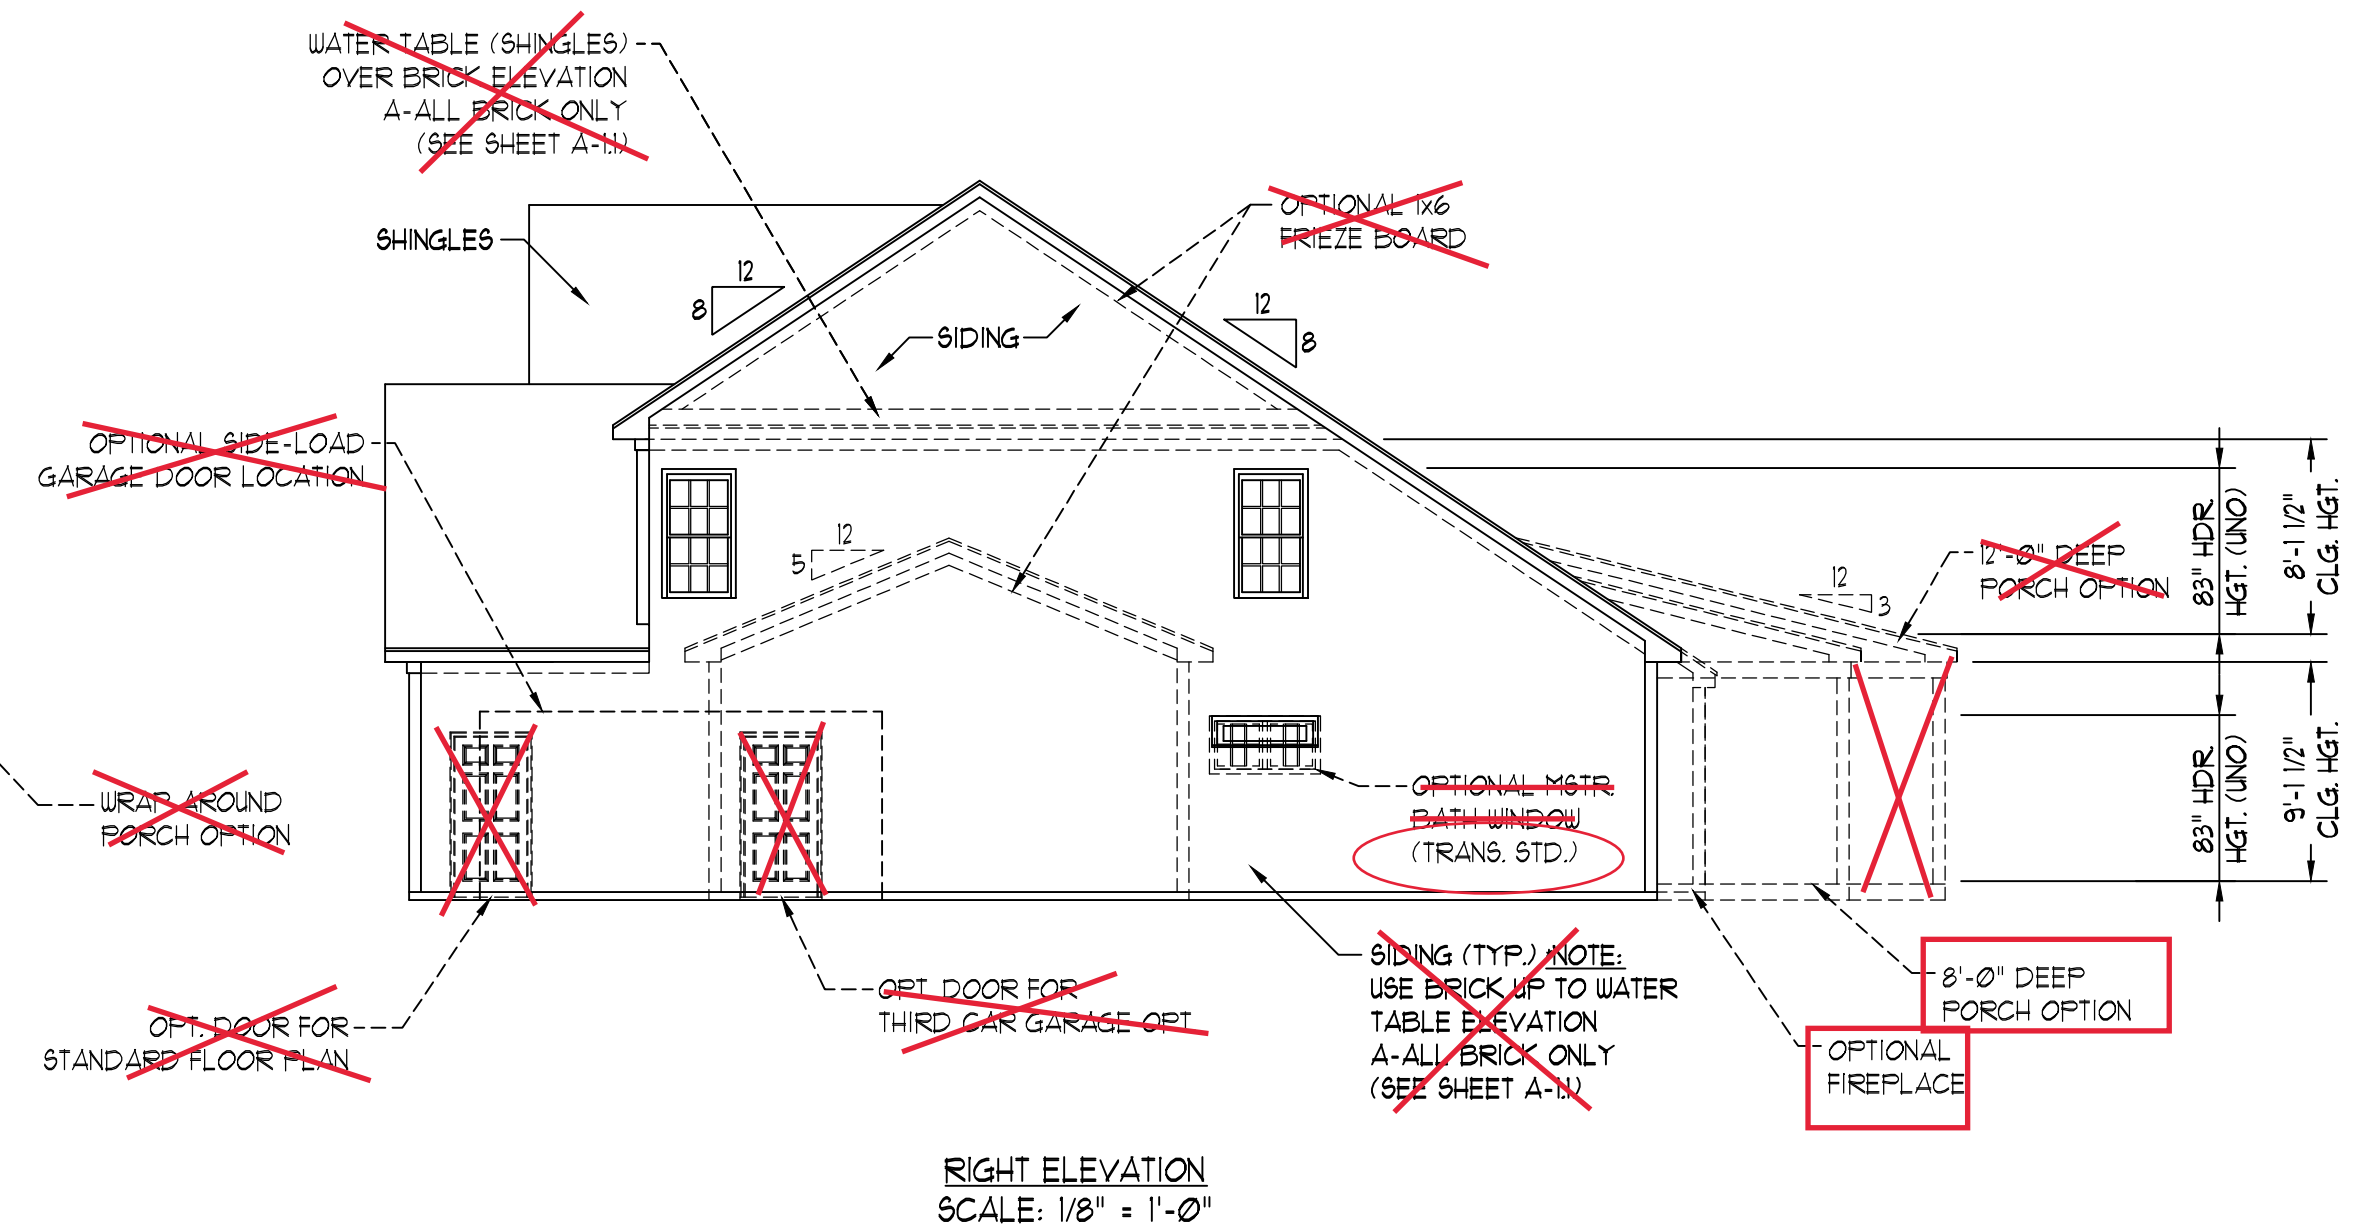 WATER TABLE (SHINGLES)
OVER BRICK ELEVATION
A-ALL BRICK ONLY
(SEE SHEET A-1.1)
OPTIONAL 1x6
FRIEZE BOARD
SHINGLES
12
8
12
8
SIDING
OPTIONAL SIDE-LOAD
GARAGE DOOR LOCATION
12
5
83" HDR.
HGT. (UNO)
8'-1 1/2"
CLG. HGT.
12'-0" DEEP
PORCH OPTION
12
3
WRAP AROUND
PORCH OPTION
OPTIONAL MSTR.
BATH WINDOW
(TRANS. STD.)
83" HDR.
HGT. (UNO)
9'-1 1/2"
CLG. HGT.
SIDING (TYP.) NOTE:
USE BRICK UP TO WATER
TABLE ELEVATION
A-ALL BRICK ONLY
(SEE SHEET A-1.1)
8'-0" DEEP
PORCH OPTION
OPT. DOOR FOR
THIRD CAR GARAGE OPT.
OPT. DOOR FOR
STANDARD FLOOR PLAN
OPTIONAL
FIREPLACE
RIGHT ELEVATION
SCALE: 1/8" = 1'-0"